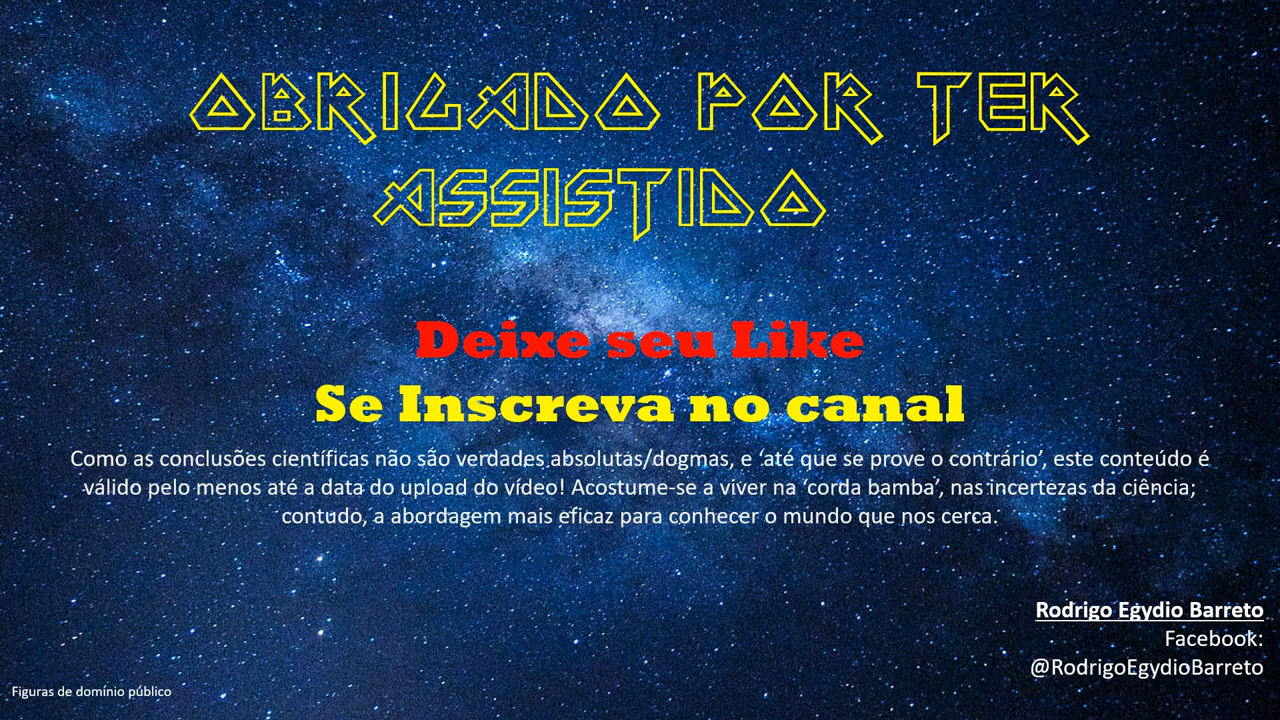 OBRIGADO POR TER
ASSISTIDO
Deixe seu Like
Se Inscreva no canal
Como as conclusões científicas não são verdades absolutas/dogmas, e ‘até que se prove o contrário’, este conteúdo é
válido pelo menos até a data do upload do vídeo! Acostume-se a viver na ‘corda bamba’, nas incertezas da ciência;
contudo, a abordagem mais eficaz para conhecer o mundo que nos cerca.
Rodrigo Egydio Barreto
Facebook:
@RodrigoEgydioBarreto
Figuras de domínio público